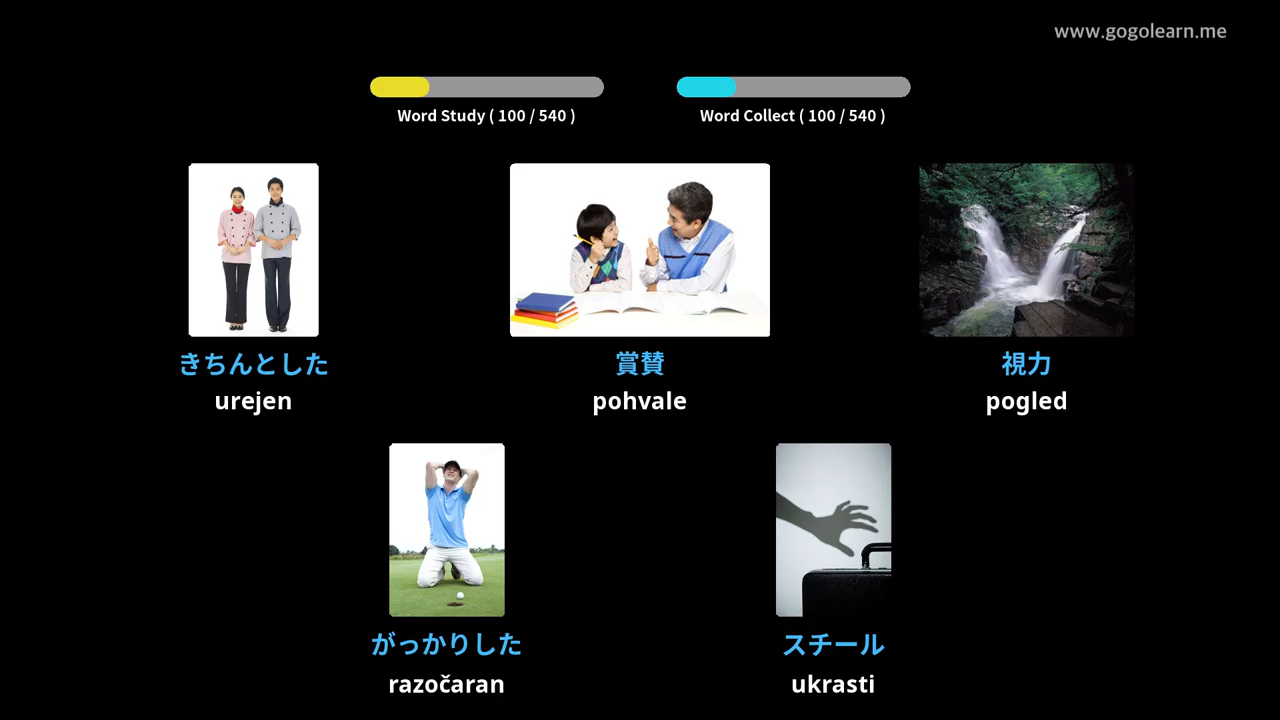 www.gogolearn.me
Word Study ( 100 / 540 )
Word Collect ( 100 / 540 )
きちんとした
urejen
賞賛
pohvale
視力
pogled
がっかりした
razočaran
スチール
ukrasti